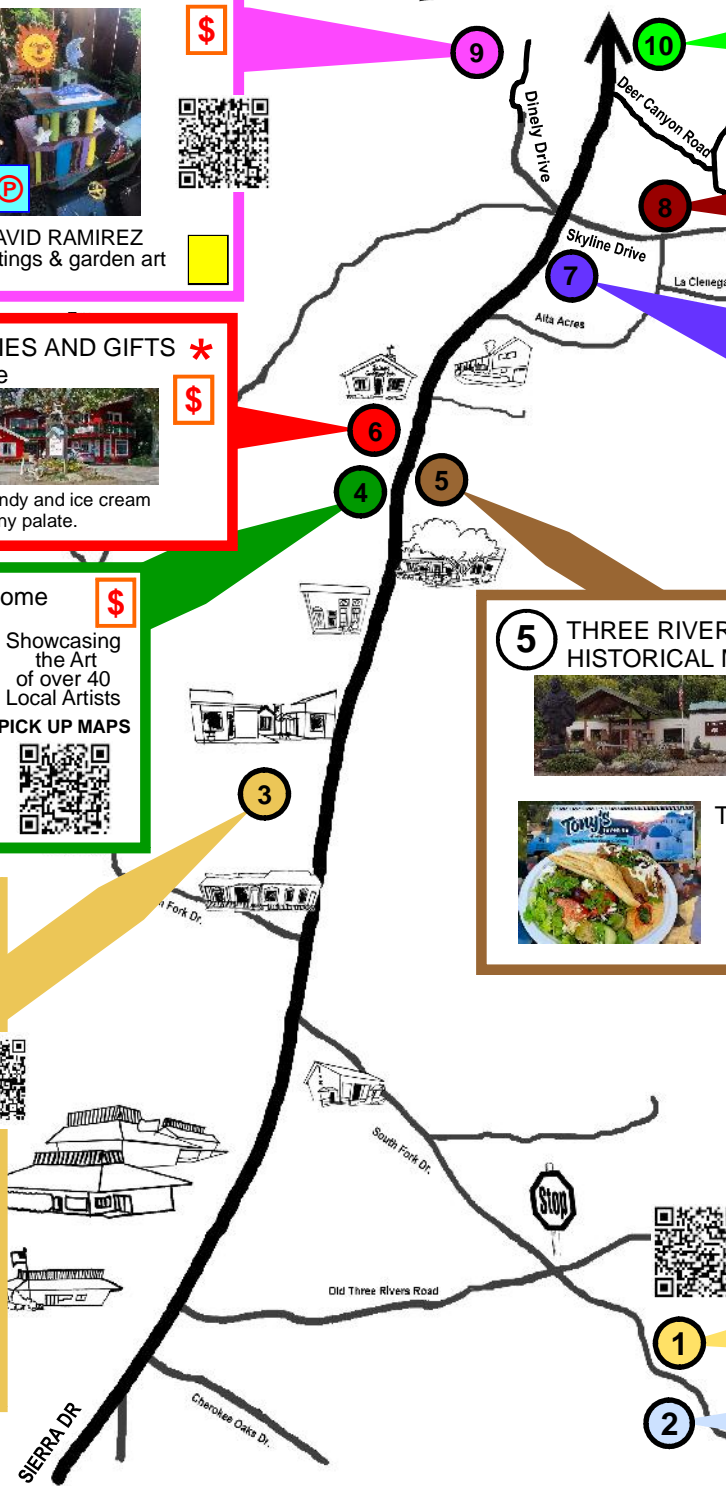 $
9
10
Deer Canyon Road
Dinely Drive
P
AVID RAMIREZ
tings & garden art
8
Skyline Drive
7
La Cienega
Alta Acres
IES AND GIFTS *
e
$
ndy and ice cream
ny palate.
6
4
5
ome
$
Showcasing
the Art
of over 40
Local Artists
PICK UP MAPS
5 THREE RIVER
HISTORICAL M
Tony's
T
3
Fork Dr.
South Fork Dr.
Stop
Old Three Rivers Road
1
2
Cherokee Oaks Dr.
SIERRA DR